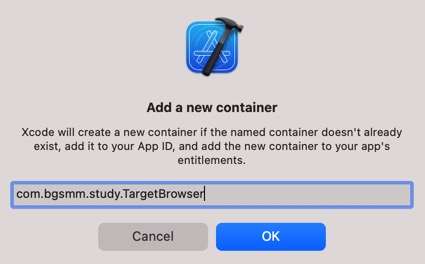 Add a new container
Xcode will create a new container if the named container doesn't already
exist, add it to your App ID, and add the new container to your app's
entitlements.
com.bgsmm.study.TargetBrowser
Cancel
OK